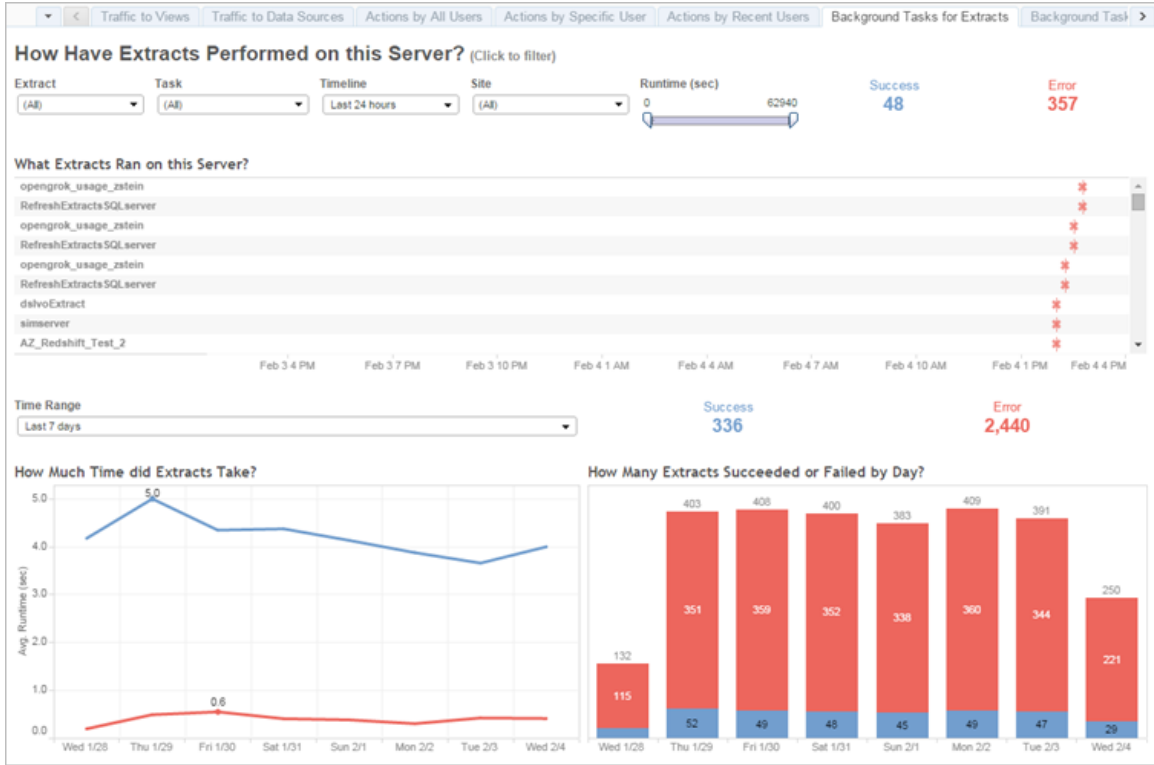 Traffic to Views Traffic to Data Sources Actions by All Users Actions by Specific User Actions by Recent Users Background Tasks for Extracts Background Task
How Have Extracts Performed on this Server? (Click to filter)
Extract Task Timeline Site Runtime (sec) Success Error
(All) (All) Last 24 hours (All) 0 62940 48 357
What Extracts Ran on this Server?
opengrok_usage_zstein
RefreshExtractsSQLserver
opengrok_usage_zstein
RefreshExtractsSQLserver
opengrok_usage_zstein
RefreshExtractsSQLserver
dslvoExtract
simserver
AZ_Redshift_Test_2
Feb 3 4 PM Feb 3 7 PM Feb 3 10 PM Feb 4 1 AM Feb 4 4 AM Feb 4 7 AM Feb 4 10 AM Feb 4 1 PM Feb 4 4 PM
Time Range Success Error
Last 7 days 336 2,440
How Much Time did Extracts Take?
5.0
4.0
3.0
2.0
1.0
0.0
Avg. Runtime (sec)
5.0
0.6
Wed 1/28 Thu 1/29 Fri 1/30 Sat 1/31 Sun 2/1 Mon 2/2 Tue 2/3 Wed 2/4
How Many Extracts Succeeded or Failed by Day?
132 403 408 400 383 409 391 250
115 351 359 352 338 360 344 221
52 49 48 45 49 47 29
Wed 1/28 Thu 1/29 Fri 1/30 Sat 1/31 Sun 2/1 Mon 2/2 Tue 2/3 Wed 2/4